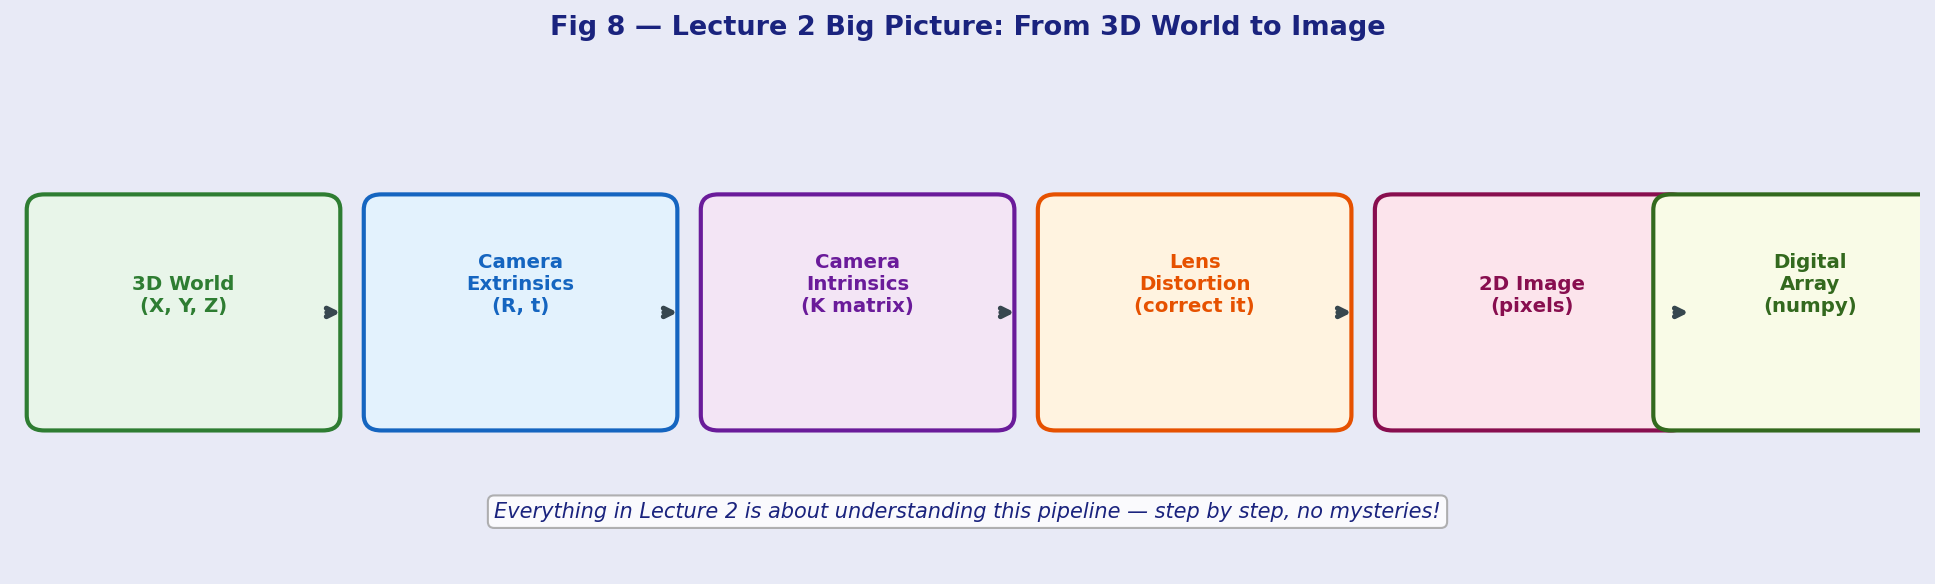 Fig 8 — Lecture 2 Big Picture: From 3D World to Image
3D World
(X, Y, Z)
Camera
Extrinsics
(R, t)
Camera
Intrinsics
(K matrix)
Lens
Distortion
(correct it)
2D Image
(pixels)
Digital
Array
(numpy)
Everything in Lecture 2 is about understanding this pipeline — step by step, no mysteries!